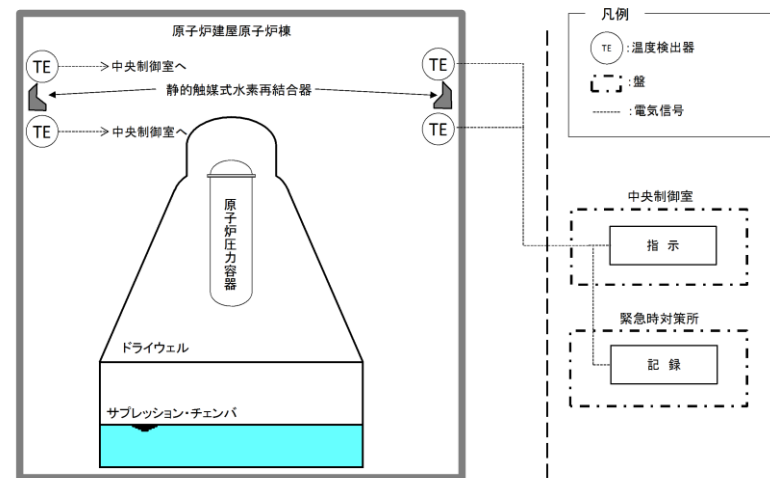 原子炉建屋原子炉棟
TE
中央制御室へ
TE
静的触媒式水素再結合器
TE
中央制御室へ
TE
原子炉圧力容器
ドライウェル
サプレッション・チェンバ
凡例
TE
:温度検出器
:盤
:電気信号
中央制御室
指 示
緊急時対策所
記 録